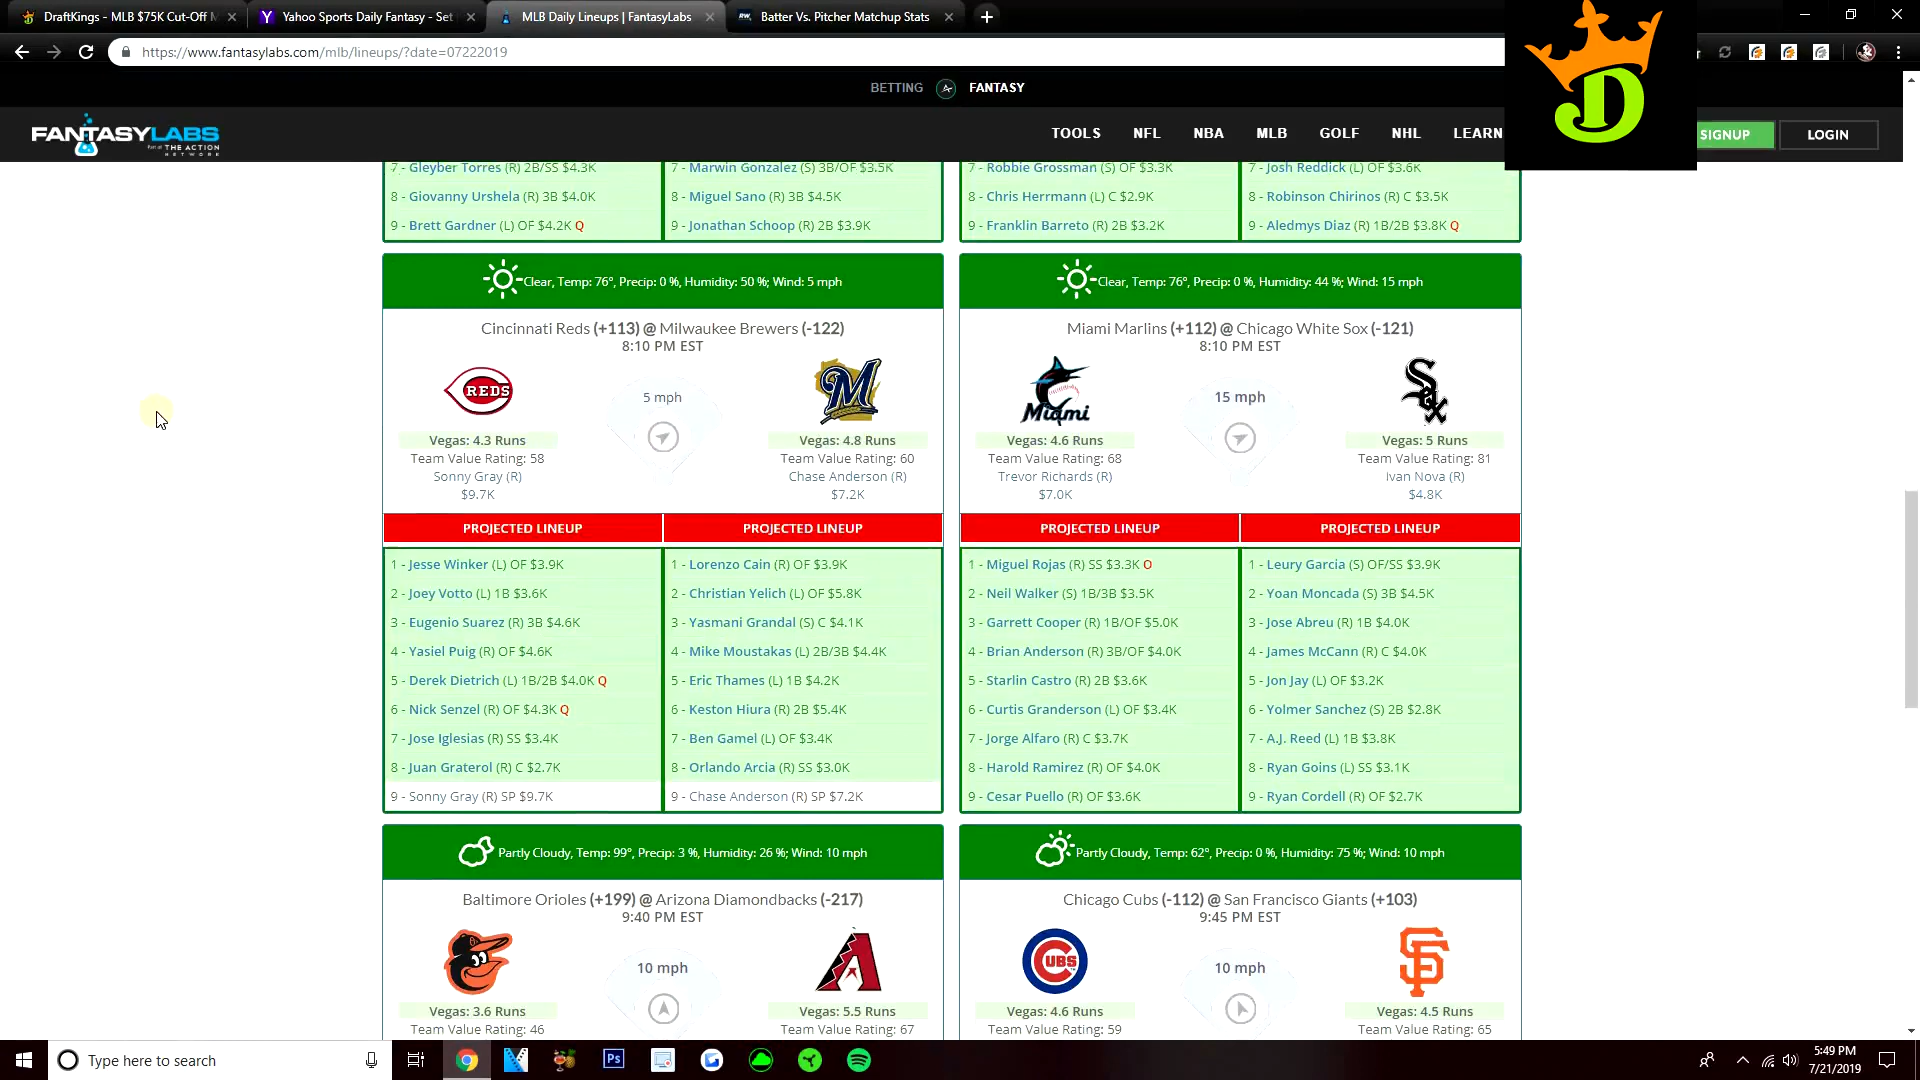 DraftKings - MLB $75K Cut-Off M
Yahoo Sports Daily Fantasy - Set
MLB Daily Lineups | FantasyLabs
RW
Batter Vs. Pitcher Matchup Stats
https://www.fantasylabs.com/mlb/lineups/?date=07222019
BETTING FANTASY
FANTASYLABS
Part of THE ACTION NETWORK
TOOLS NFL NBA MLB GOLF NHL LEARN
SIGNUP LOGIN
D
7 - Gleyber Torres (R) 2B/SS $4.3K
8 - Giovanny Urshela (R) 3B $4.0K
9 - Brett Gardner (L) OF $4.2K Q
7 - Marwin Gonzalez (S) 3B/OF $3.5K
8 - Miguel Sano (R) 3B $4.5K
9 - Jonathan Schoop (R) 2B $3.9K
7 - Robbie Grossman (S) OF $3.3K
8 - Chris Herrmann (L) C $2.9K
9 - Franklin Barreto (R) 2B $3.2K
7 - Josh Reddick (L) OF $3.6K
8 - Robinson Chirinos (R) C $3.5K
9 - Aledmys Diaz (R) 1B/2B $3.8K Q
Clear, Temp: 76°, Precip: 0 %, Humidity: 50 %; Wind: 5 mph
Cincinnati Reds (+113) @ Milwaukee Brewers (-122)
8:10 PM EST
REDS
5 mph
M
Vegas: 4.3 Runs
Team Value Rating: 58
Sonny Gray (R)
$9.7K
Vegas: 4.8 Runs
Team Value Rating: 60
Chase Anderson (R)
$7.2K
PROJECTED LINEUP
1 - Jesse Winker (L) OF $3.9K
2 - Joey Votto (L) 1B $3.6K
3 - Eugenio Suarez (R) 3B $4.6K
4 - Yasiel Puig (R) OF $4.6K
5 - Derek Dietrich (L) 1B/2B $4.0K Q
6 - Nick Senzel (R) OF $4.3K Q
7 - Jose Iglesias (R) SS $3.4K
8 - Juan Graterol (R) C $2.7K
9 - Sonny Gray (R) SP $9.7K
PROJECTED LINEUP
1 - Lorenzo Cain (R) OF $3.9K
2 - Christian Yelich (L) OF $5.8K
3 - Yasmani Grandal (S) C $4.1K
4 - Mike Moustakas (L) 2B/3B $4.4K
5 - Eric Thames (L) 1B $4.2K
6 - Keston Hiura (R) 2B $5.4K
7 - Ben Gamel (L) OF $3.4K
8 - Orlando Arcia (R) SS $3.0K
9 - Chase Anderson (R) SP $7.2K
Clear, Temp: 76°, Precip: 0 %, Humidity: 44 %; Wind: 15 mph
Miami Marlins (+112) @ Chicago White Sox (-121)
8:10 PM EST
Miami
15 mph
Sox
Vegas: 4.6 Runs
Team Value Rating: 68
Trevor Richards (R)
$7.0K
Vegas: 5 Runs
Team Value Rating: 81
Ivan Nova (R)
$4.8K
PROJECTED LINEUP
1 - Miguel Rojas (R) SS $3.3K O
2 - Neil Walker (S) 1B/3B $3.5K
3 - Garrett Cooper (R) 1B/OF $5.0K
4 - Brian Anderson (R) 3B/OF $4.0K
5 - Starlin Castro (R) 2B $3.6K
6 - Curtis Granderson (L) OF $3.4K
7 - Jorge Alfaro (R) C $3.7K
8 - Harold Ramirez (R) OF $4.0K
9 - Cesar Puello (R) OF $3.6K
PROJECTED LINEUP
1 - Leury Garcia (S) OF/SS $3.9K
2 - Yoan Moncada (S) 3B $4.5K
3 - Jose Abreu (R) 1B $4.0K
4 - James McCann (R) C $4.0K
5 - Jon Jay (L) OF $3.2K
6 - Yolmer Sanchez (S) 2B $2.8K
7 - A.J. Reed (L) 1B $3.8K
8 - Ryan Goins (L) SS $3.1K
9 - Ryan Cordell (R) OF $2.7K
Partly Cloudy, Temp: 99°, Precip: 3 %, Humidity: 26 %; Wind: 10 mph
Baltimore Orioles (+199) @ Arizona Diamondbacks (-217)
9:40 PM EST
10 mph
A
Vegas: 3.6 Runs
Team Value Rating: 46
Vegas: 5.5 Runs
Team Value Rating: 67
Partly Cloudy, Temp: 62°, Precip: 0 %, Humidity: 75 %; Wind: 10 mph
Chicago Cubs (-112) @ San Francisco Giants (+103)
9:45 PM EST
CUBS
10 mph
SF
Vegas: 4.6 Runs
Team Value Rating: 59
Vegas: 4.5 Runs
Team Value Rating: 65
Type here to search
Ps
5:49 PM
7/21/2019